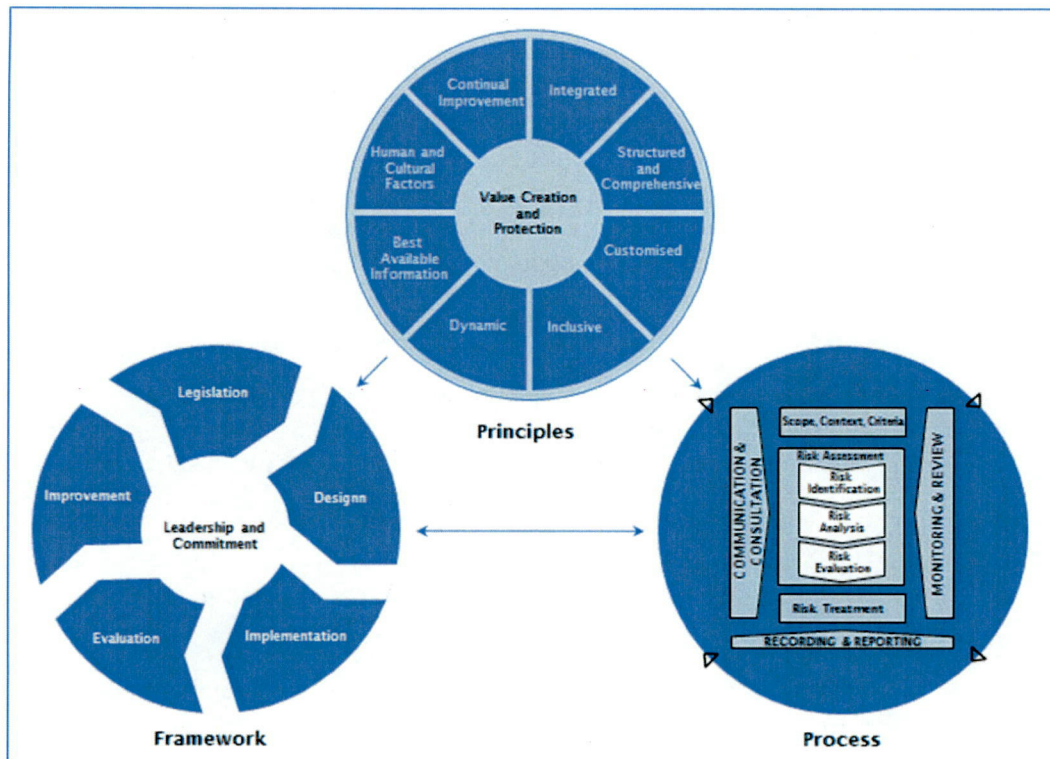 Continual
Improvement
Integrated
Structured
and
Comprehensive
Customised
Inclusive
Dynamic
Best
Available
Information
Human and
Cultural
Factors
Value Creation
and
Protection
Principles
Legislation
Designn
Implementation
Evaluation
Improvement
Leadership and
Commitment
Framework
Scope, Context, Criteria
Risk Assessment
Risk
Identification
Risk
Analysis
Risk
Evaluation
Risk Treatment
COMMUNICATION &
CONSULTATION
MONITORING & REVIEW
RECORDING & REPORTING
Process